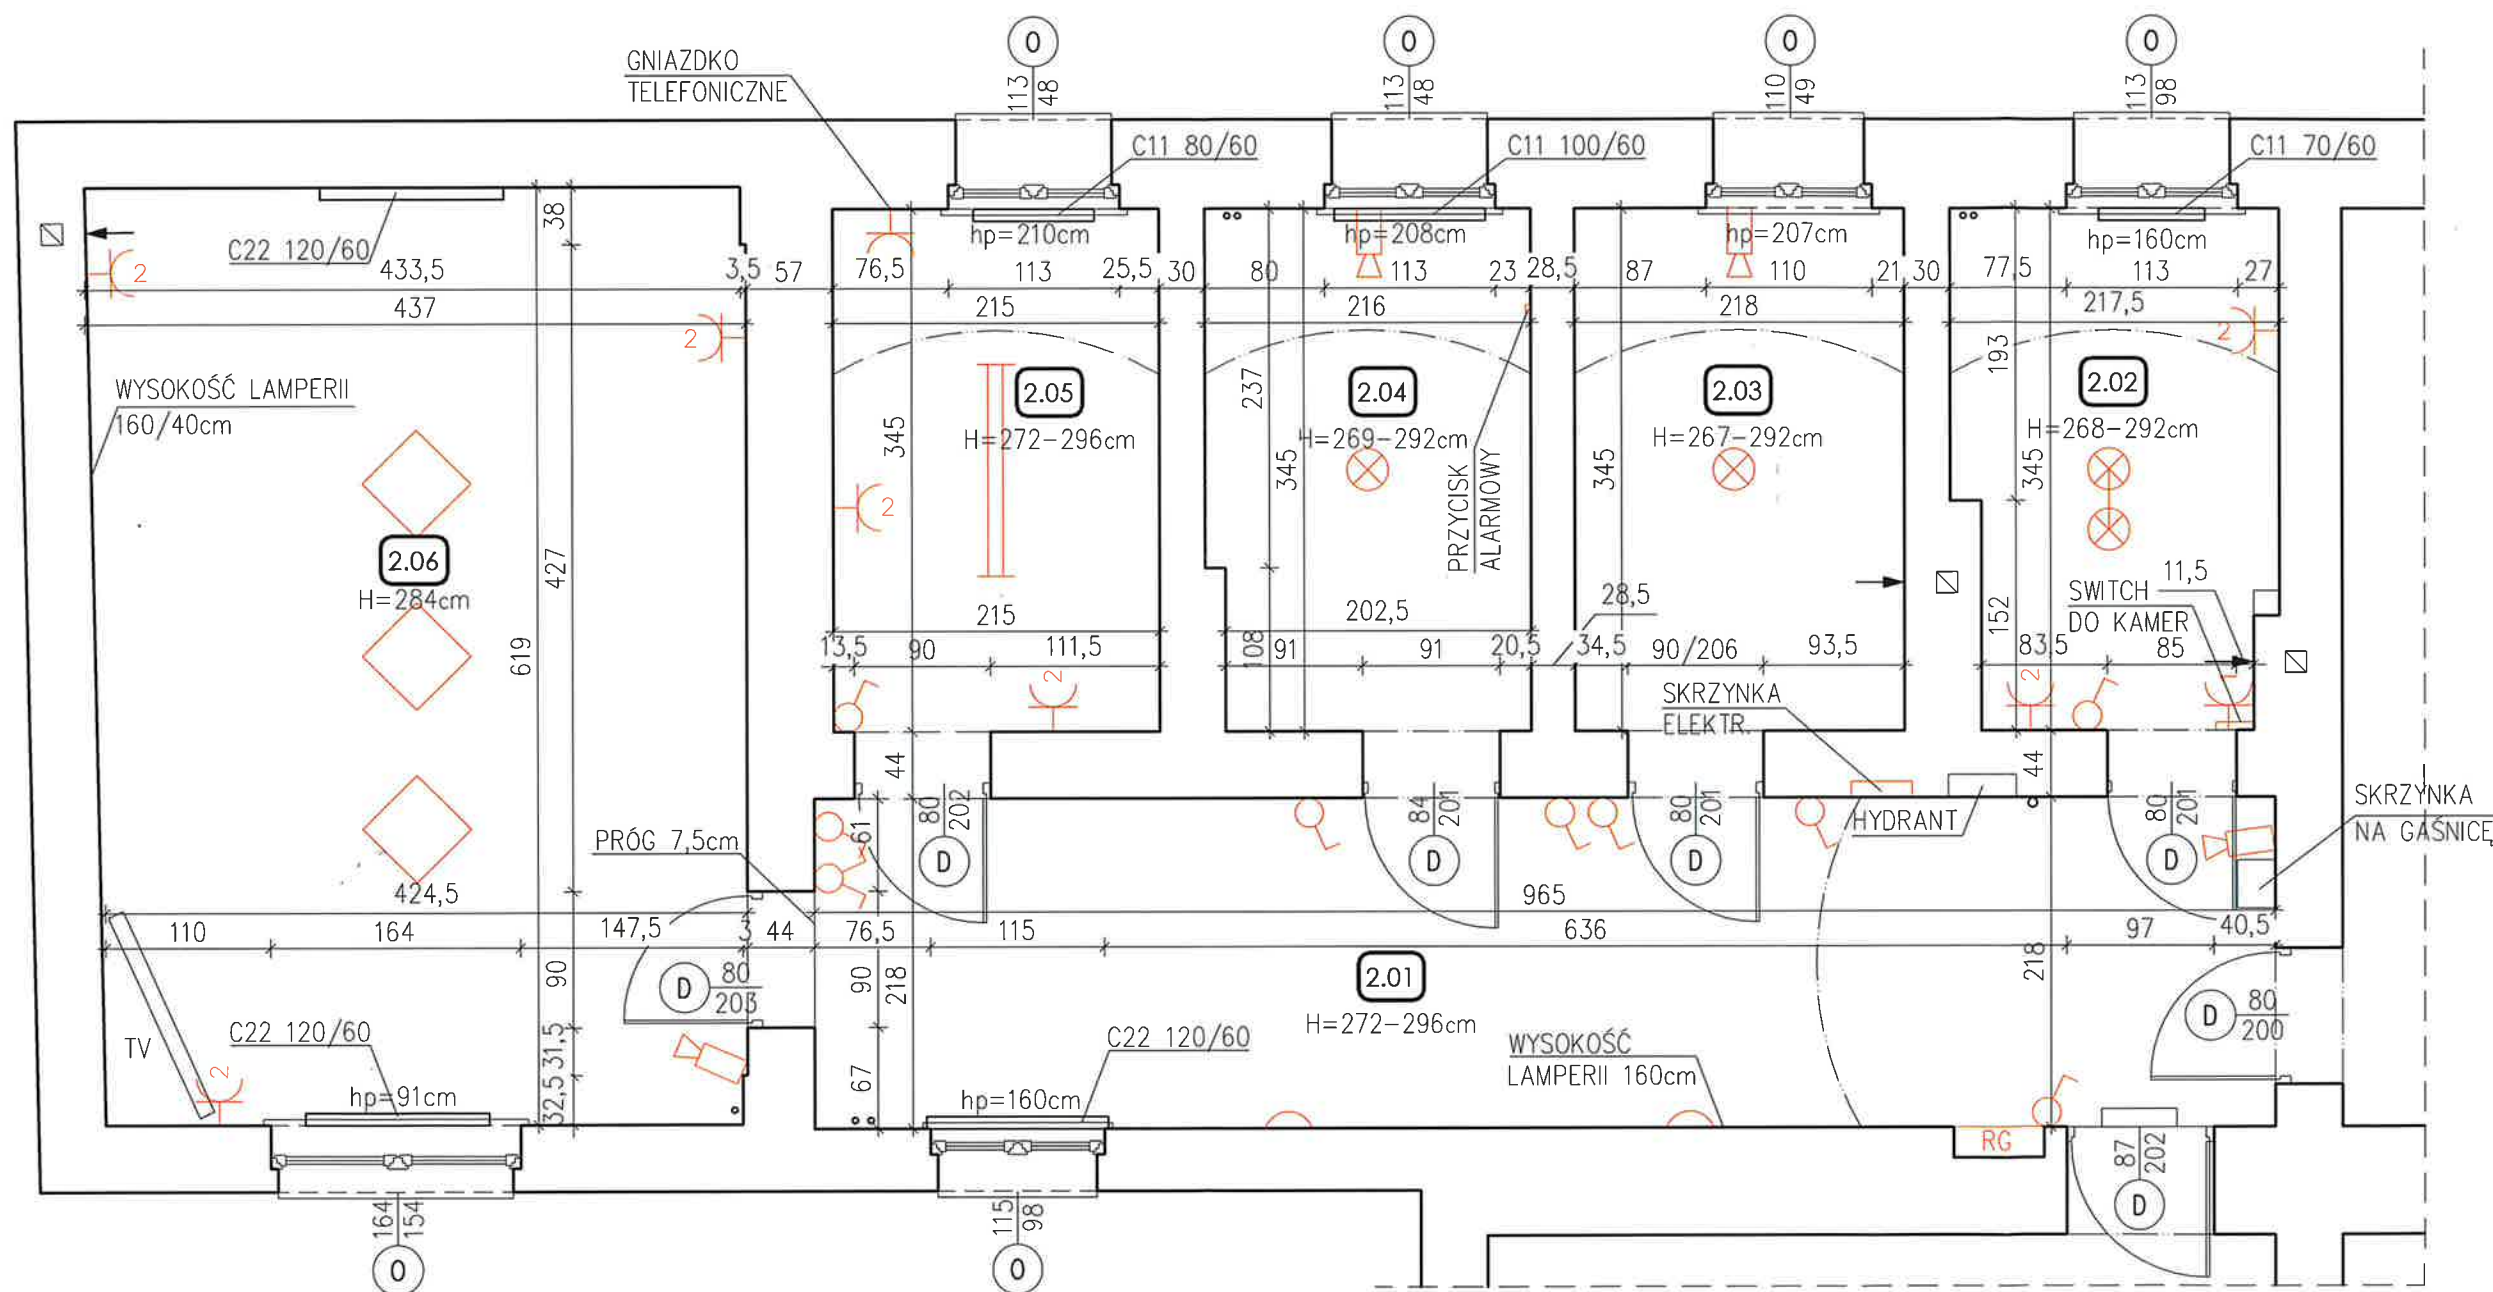 O
O
O
O
113
48
113
48
110
49
113
98
GNIAZDKO
TELEFONICZNE
C11 80/60
C11 100/60
C11 70/60
C22 120/60
38
hp=210cm
hp=208cm
hp=207cm
hp=160cm
2
433,5
3,5
57
76,5
113
25,5
30
80
113
23
28,5
87
110
21
30
77,5
113
27
437
215
216
218
217,5
2
2
WYSOKOŚĆ LAMPERII
160/40cm
2.05
H=272-296cm
2.04
H=269-292cm
2.03
H=267-292cm
2.02
H=268-292cm
193
237
345
345
345
345
PRZYCISK
ALARMOWY
2
2.06
H=284cm
427
619
215
202,5
28,5
152
SWITCH
DO KAMER
11,5
13,5
90
111,5
108
91
91
20,5
34,5
90/206
93,5
83,5
85
2
2
SKRZYNKA
ELEKTR.
44
44
HYDRANT
SKRZYNKA
NA GAŚNICĘ
PRÓG 7,5cm
61
80
202
D
84
201
D
80
201
D
80
201
D
424,5
965
110
164
147,5
3
44
76,5
115
636
97
40,5
90
90
218
218
2.01
H=272-296cm
D
80
203
D
80
200
TV
C22 120/60
31,5
32,5
2
hp=91cm
67
C22 120/60
hp=160cm
WYSOKOŚĆ
LAMPERII 160cm
RG
87
202
D
164
154
O
115
98
O